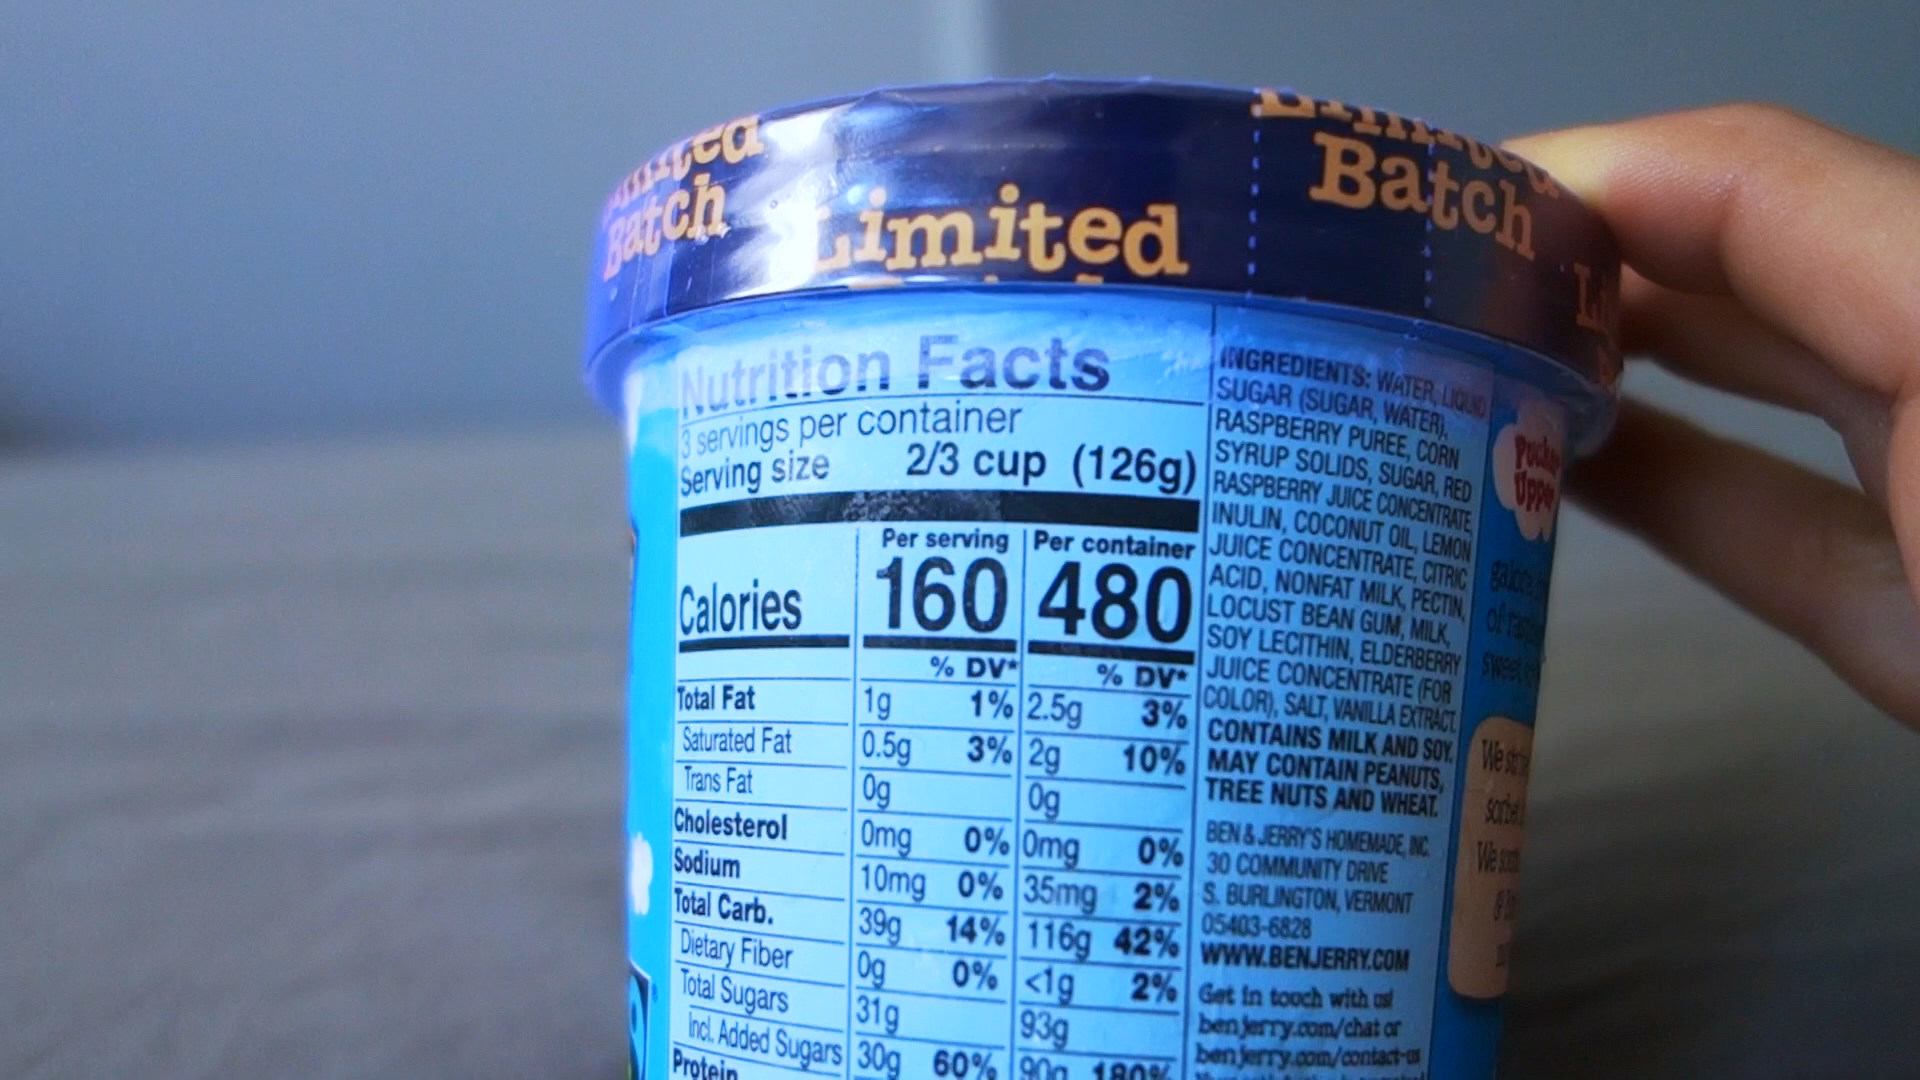 Limited
Batch
Limited
Limited
Batch
Nutrition Facts
3 servings per container
Serving size 2/3 cup (126g)
Per serving Per container
Calories 160 480
% DV* % DV*
Total Fat 1g 1% 2.5g 3%
Saturated Fat 0.5g 3% 2g 10%
Trans Fat 0g 0g
Cholesterol 0mg 0% 0mg 0%
Sodium 10mg 0% 35mg 2%
Total Carb. 39g 14% 116g 42%
Dietary Fiber 0g 0% <1g 2%
Total Sugars 31g 93g
Incl. Added Sugars 30g 60% 90g 180%
Protein
INGREDIENTS: WATER, LIQUID
SUGAR (SUGAR, WATER),
RASPBERRY PUREE, CORN
SYRUP SOLIDS, SUGAR, RED
RASPBERRY JUICE CONCENTRATE,
INULIN, COCONUT OIL, LEMON
JUICE CONCENTRATE, CITRIC
ACID, NONFAT MILK, PECTIN,
LOCUST BEAN GUM, MILK,
SOY LECITHIN, ELDERBERRY
JUICE CONCENTRATE (FOR
COLOR), SALT, VANILLA EXTRACT.
CONTAINS MILK AND SOY.
MAY CONTAIN PEANUTS,
TREE NUTS AND WHEAT.
BEN & JERRY'S HOMEMADE, INC.
30 COMMUNITY DRIVE
S. BURLINGTON, VERMONT
05403-6828
WWW.BENJERRY.COM
Get in touch with us!
benjerry.com/chat or
benjerry.com/contact-us
Pucker
Upper
galore
of
sweet
We
sorbet
We
@